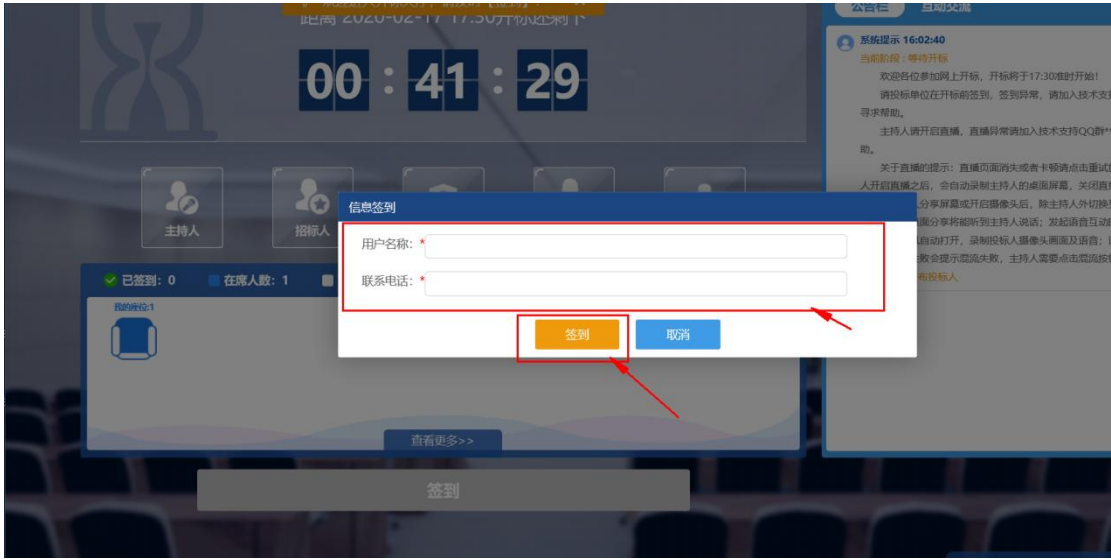 距离 2020-02-17 17:30开标还剩下
00 : 41 : 29
主持人
招标人
已签到: 0 在席人数: 1
我的座位:1
查看更多>>
签到
信息签到
用户名称: *
联系电话: *
签到 取消
公告栏 互动交流
系统提示 16:02:40
当前阶段: 等待开标
欢迎各位参加网上开标, 开标将于17:30准时开始!
请投标单位在开标前签到, 签到异常, 请加入技术支
寻求帮助。
主持人请开启直播, 直播异常请加入技术支持QQ群**
助。
关于直播的提示: 直播页面消失或者卡顿请点击重试
人开启直播之后, 会自动录制主持人的桌面屏幕, 关闭直
分享屏幕或开启摄像头后, 除主持人外切换
面分享将能听到主持人说话; 发起语音互动
自动打开, 录制投标人摄像头画面及语音;
败会提示混流失败, 主持人需要点击混流按
布投标人